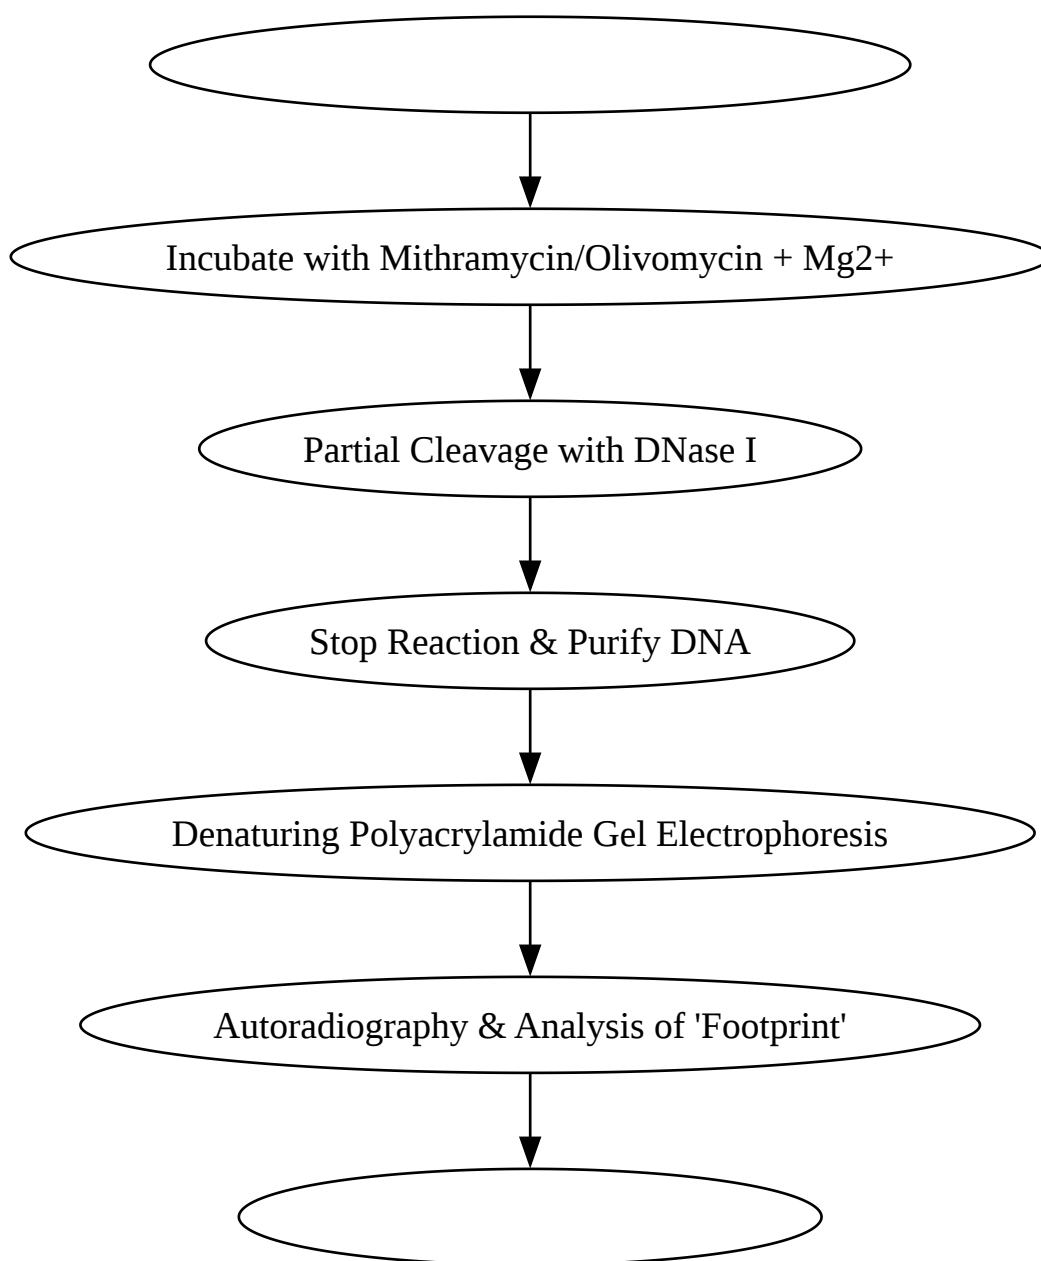 Incubate with Mithramycin/Olivomycin + Mg2+
Partial Cleavage with DNase I
Stop Reaction & Purify DNA
Denaturing Polyacrylamide Gel Electrophoresis
Autoradiography & Analysis of 'Footprint'